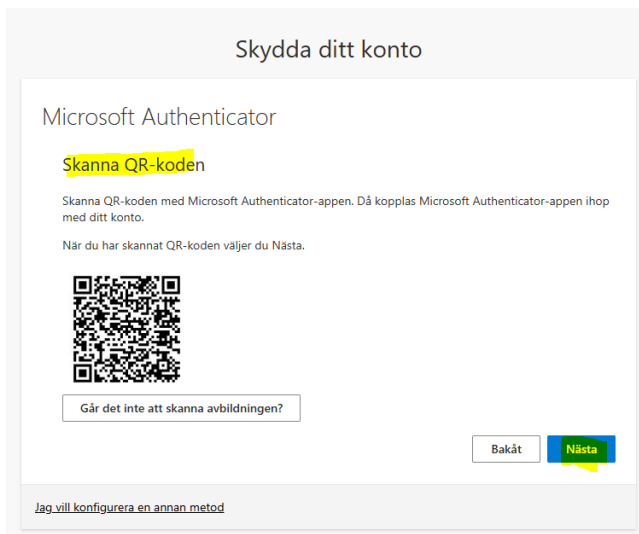 Skydda ditt konto
Microsoft Authenticator
Skanna QR-koden
Skanna QR-koden med Microsoft Authenticator-appen. Då kopplas Microsoft Authenticator-appen ihop
med ditt konto.
När du har skannat QR-koden väljer du Nästa.
Går det inte att skanna avbildningen?
Bakåt
Nästa
Jag vill konfigurera en annan metod